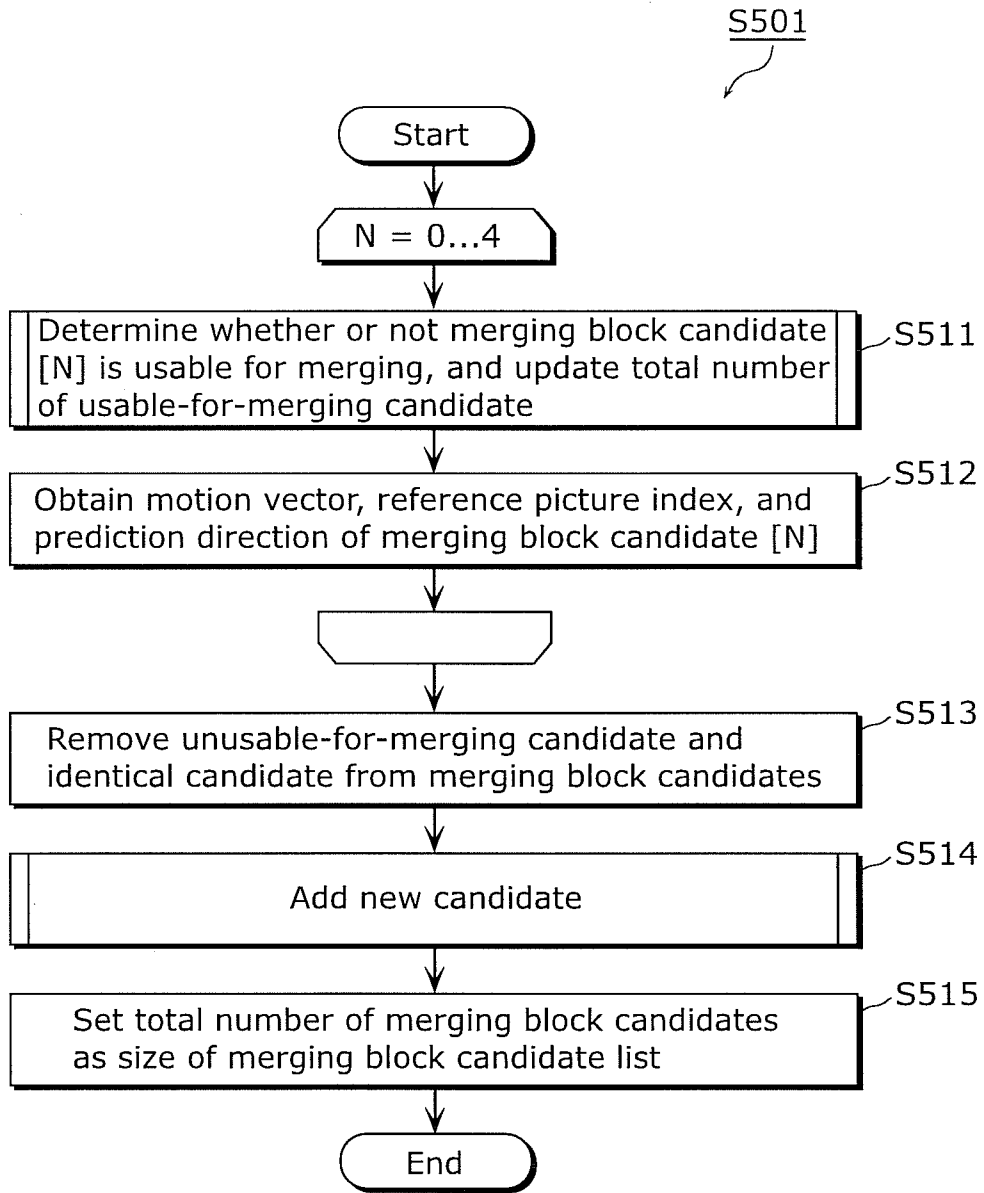 S501
Start
N = 0...4
Determine whether or not merging block candidate
[N] is usable for merging, and update total number
of usable-for-merging candidate
S511
Obtain motion vector, reference picture index, and
prediction direction of merging block candidate [N]
S512
Remove unusable-for-merging candidate and
identical candidate from merging block candidates
S513
Add new candidate
S514
Set total number of merging block candidates
as size of merging block candidate list
S515
End